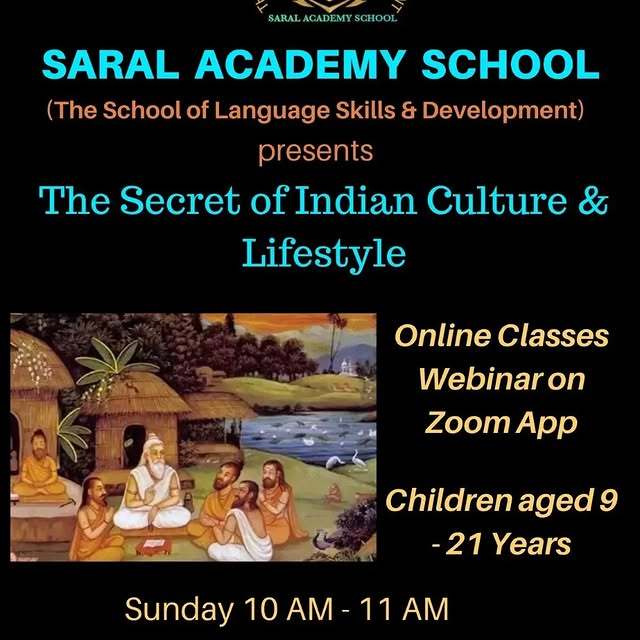 SARAL ACADEMY SCHOOL
SARAL ACADEMY SCHOOL
(The School of Language Skills & Development)
presents
The Secret of Indian Culture &
Lifestyle
Online Classes
Webinar on
Zoom App
Children aged 9
- 21 Years
Sunday 10 AM - 11 AM